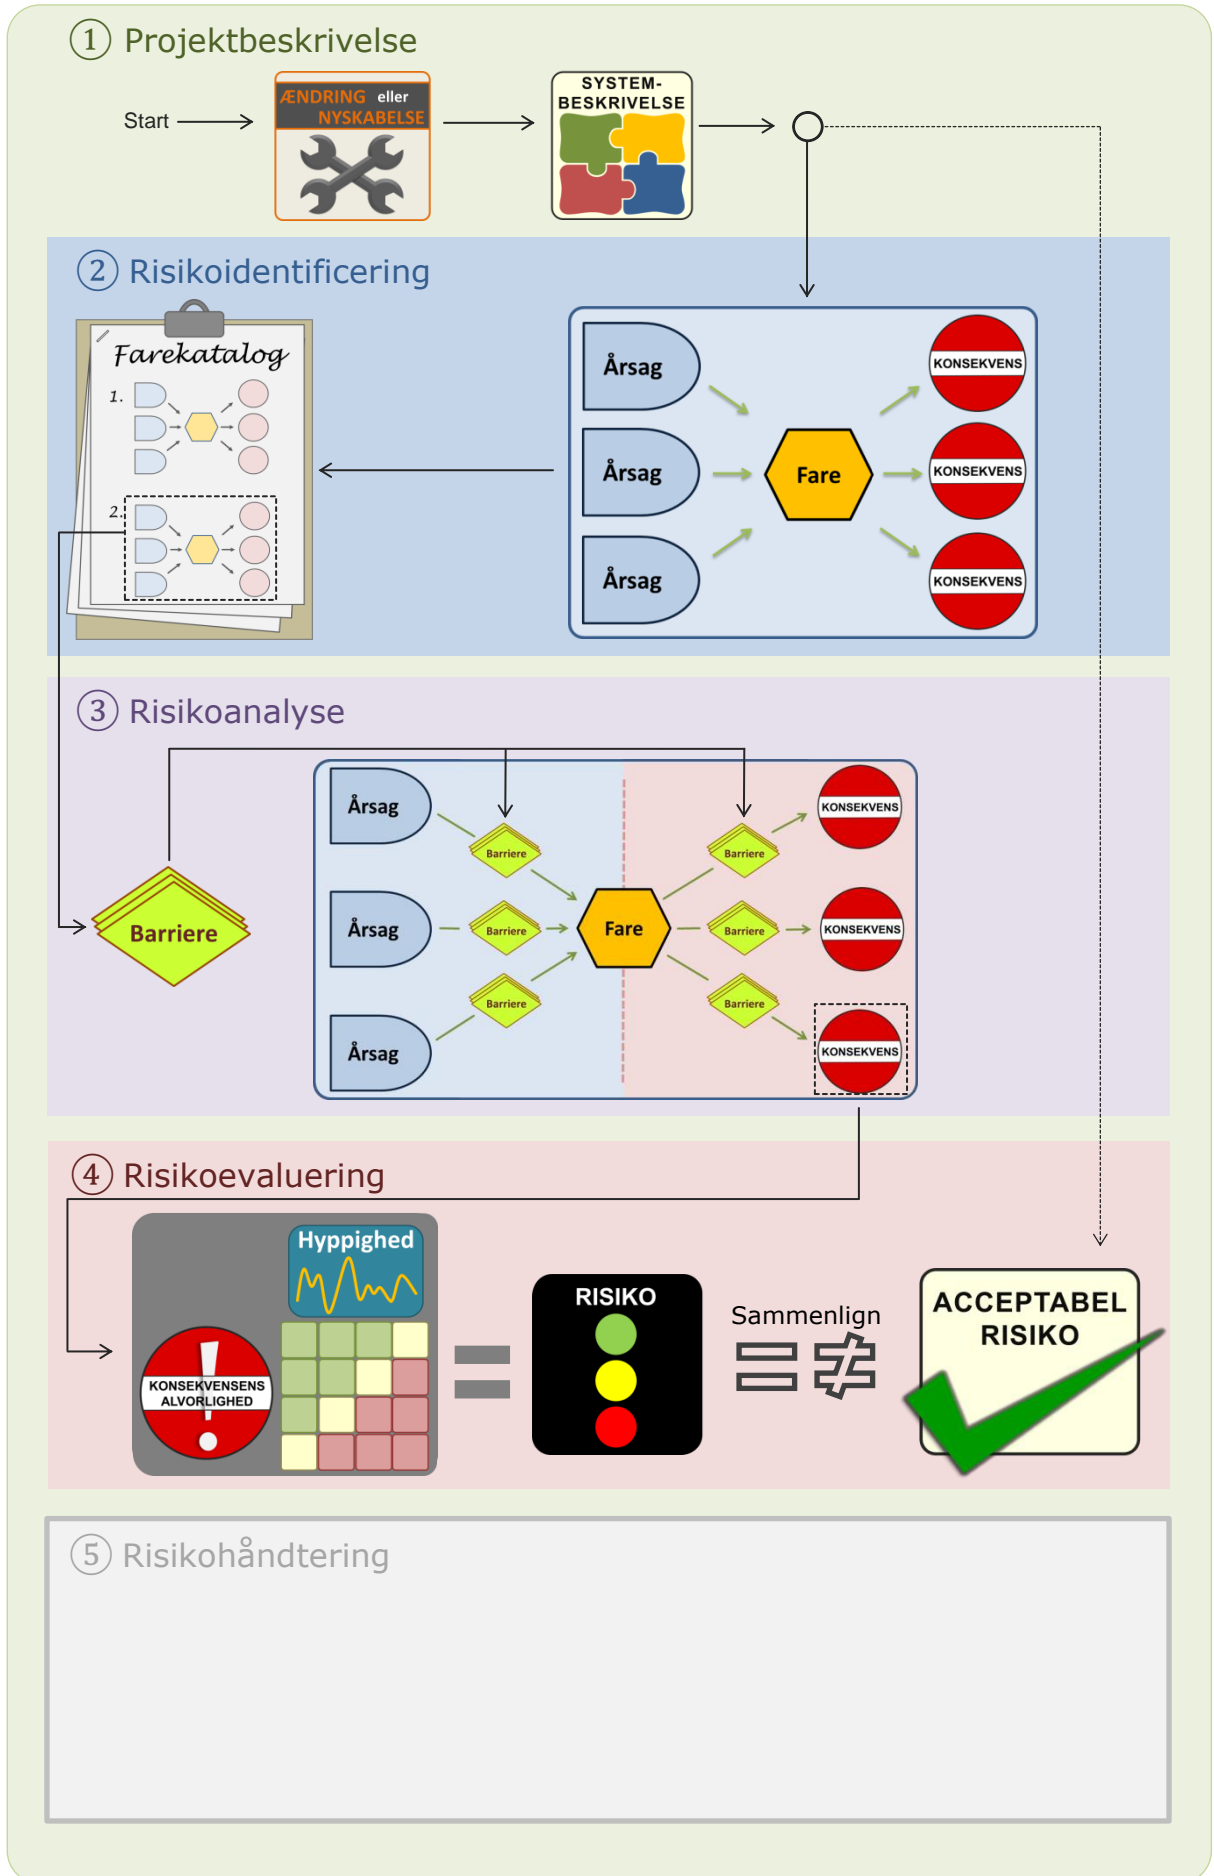 ① Projektbeskrivelse
Start
ÆNDRING eller
NYSKABELSE
SYSTEM-
BESKRIVELSE
② Risikoidentificering
Farekatalog
1.
2.
Årsag
Årsag
Årsag
Fare
KONSEKVENS
KONSEKVENS
KONSEKVENS
③ Risikoanalyse
Barriere
Årsag
Årsag
Årsag
Barriere
Barriere
Barriere
Fare
Barriere
Barriere
Barriere
KONSEKVENS
KONSEKVENS
KONSEKVENS
④ Risikoevaluering
Hyppighed
KONSEKVENSENS
ALVORLIGHED
RISIKO
Sammenlign
ACCEPTABEL
RISIKO
⑤ Risikohåndtering